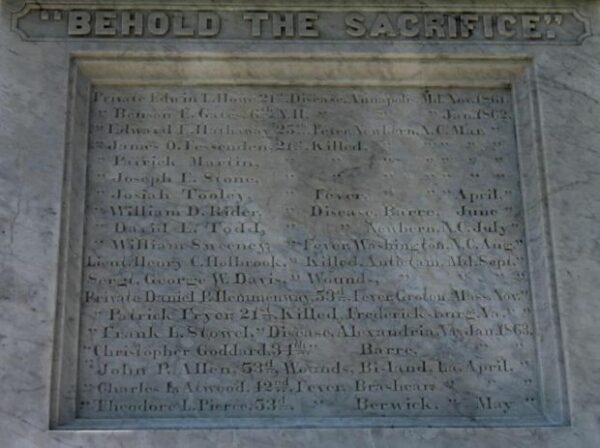 "BEHOLD THE SACRIFICE."
Private Edwin L. Howe, 21st Disease, Annapolis, Md. Nov. 1861.
" Benson E. Gates, 6th N.H. " " " Jan. 1862.
" Edward E. Hathaway, 25th Fever, Newbern, N.C. Mar. "
" James O. Fessenden, 21st Killed, " " " "
" Patrick Martin, " " " " " "
" Joseph E. Stone, " " " " " "
" Josiah Tooley, " Fever, " " April, "
" William D. Rider, " Disease, Barre, June "
" David E. Todd, " " Newbern, N.C. July "
" William Sweeney, " Fever, Washington, N.C. Aug. "
Lieut. Henry C. Holbrook, " Killed, Antietam, Md. Sept. "
Sergt. George W. Davis, " Wounds, " " "
Private Daniel P. Hemmenway, 53rd Fever, Groton, Mass. Nov. "
" Patrick Fryer, 21st Killed, Fredericksburg, Va. " "
" Frank L. Stowel, " Disease, Alexandria, Va. Jan. 1863.
" Christopher Goddard, 34th " Barre, " "
" John P. Allen, 53rd Wounds, Bisland, La. April, "
" Charles L. Atwood, 42nd Fever, Brashear, " " "
" Theodore L. Pierce, 53rd " Berwick, " May "